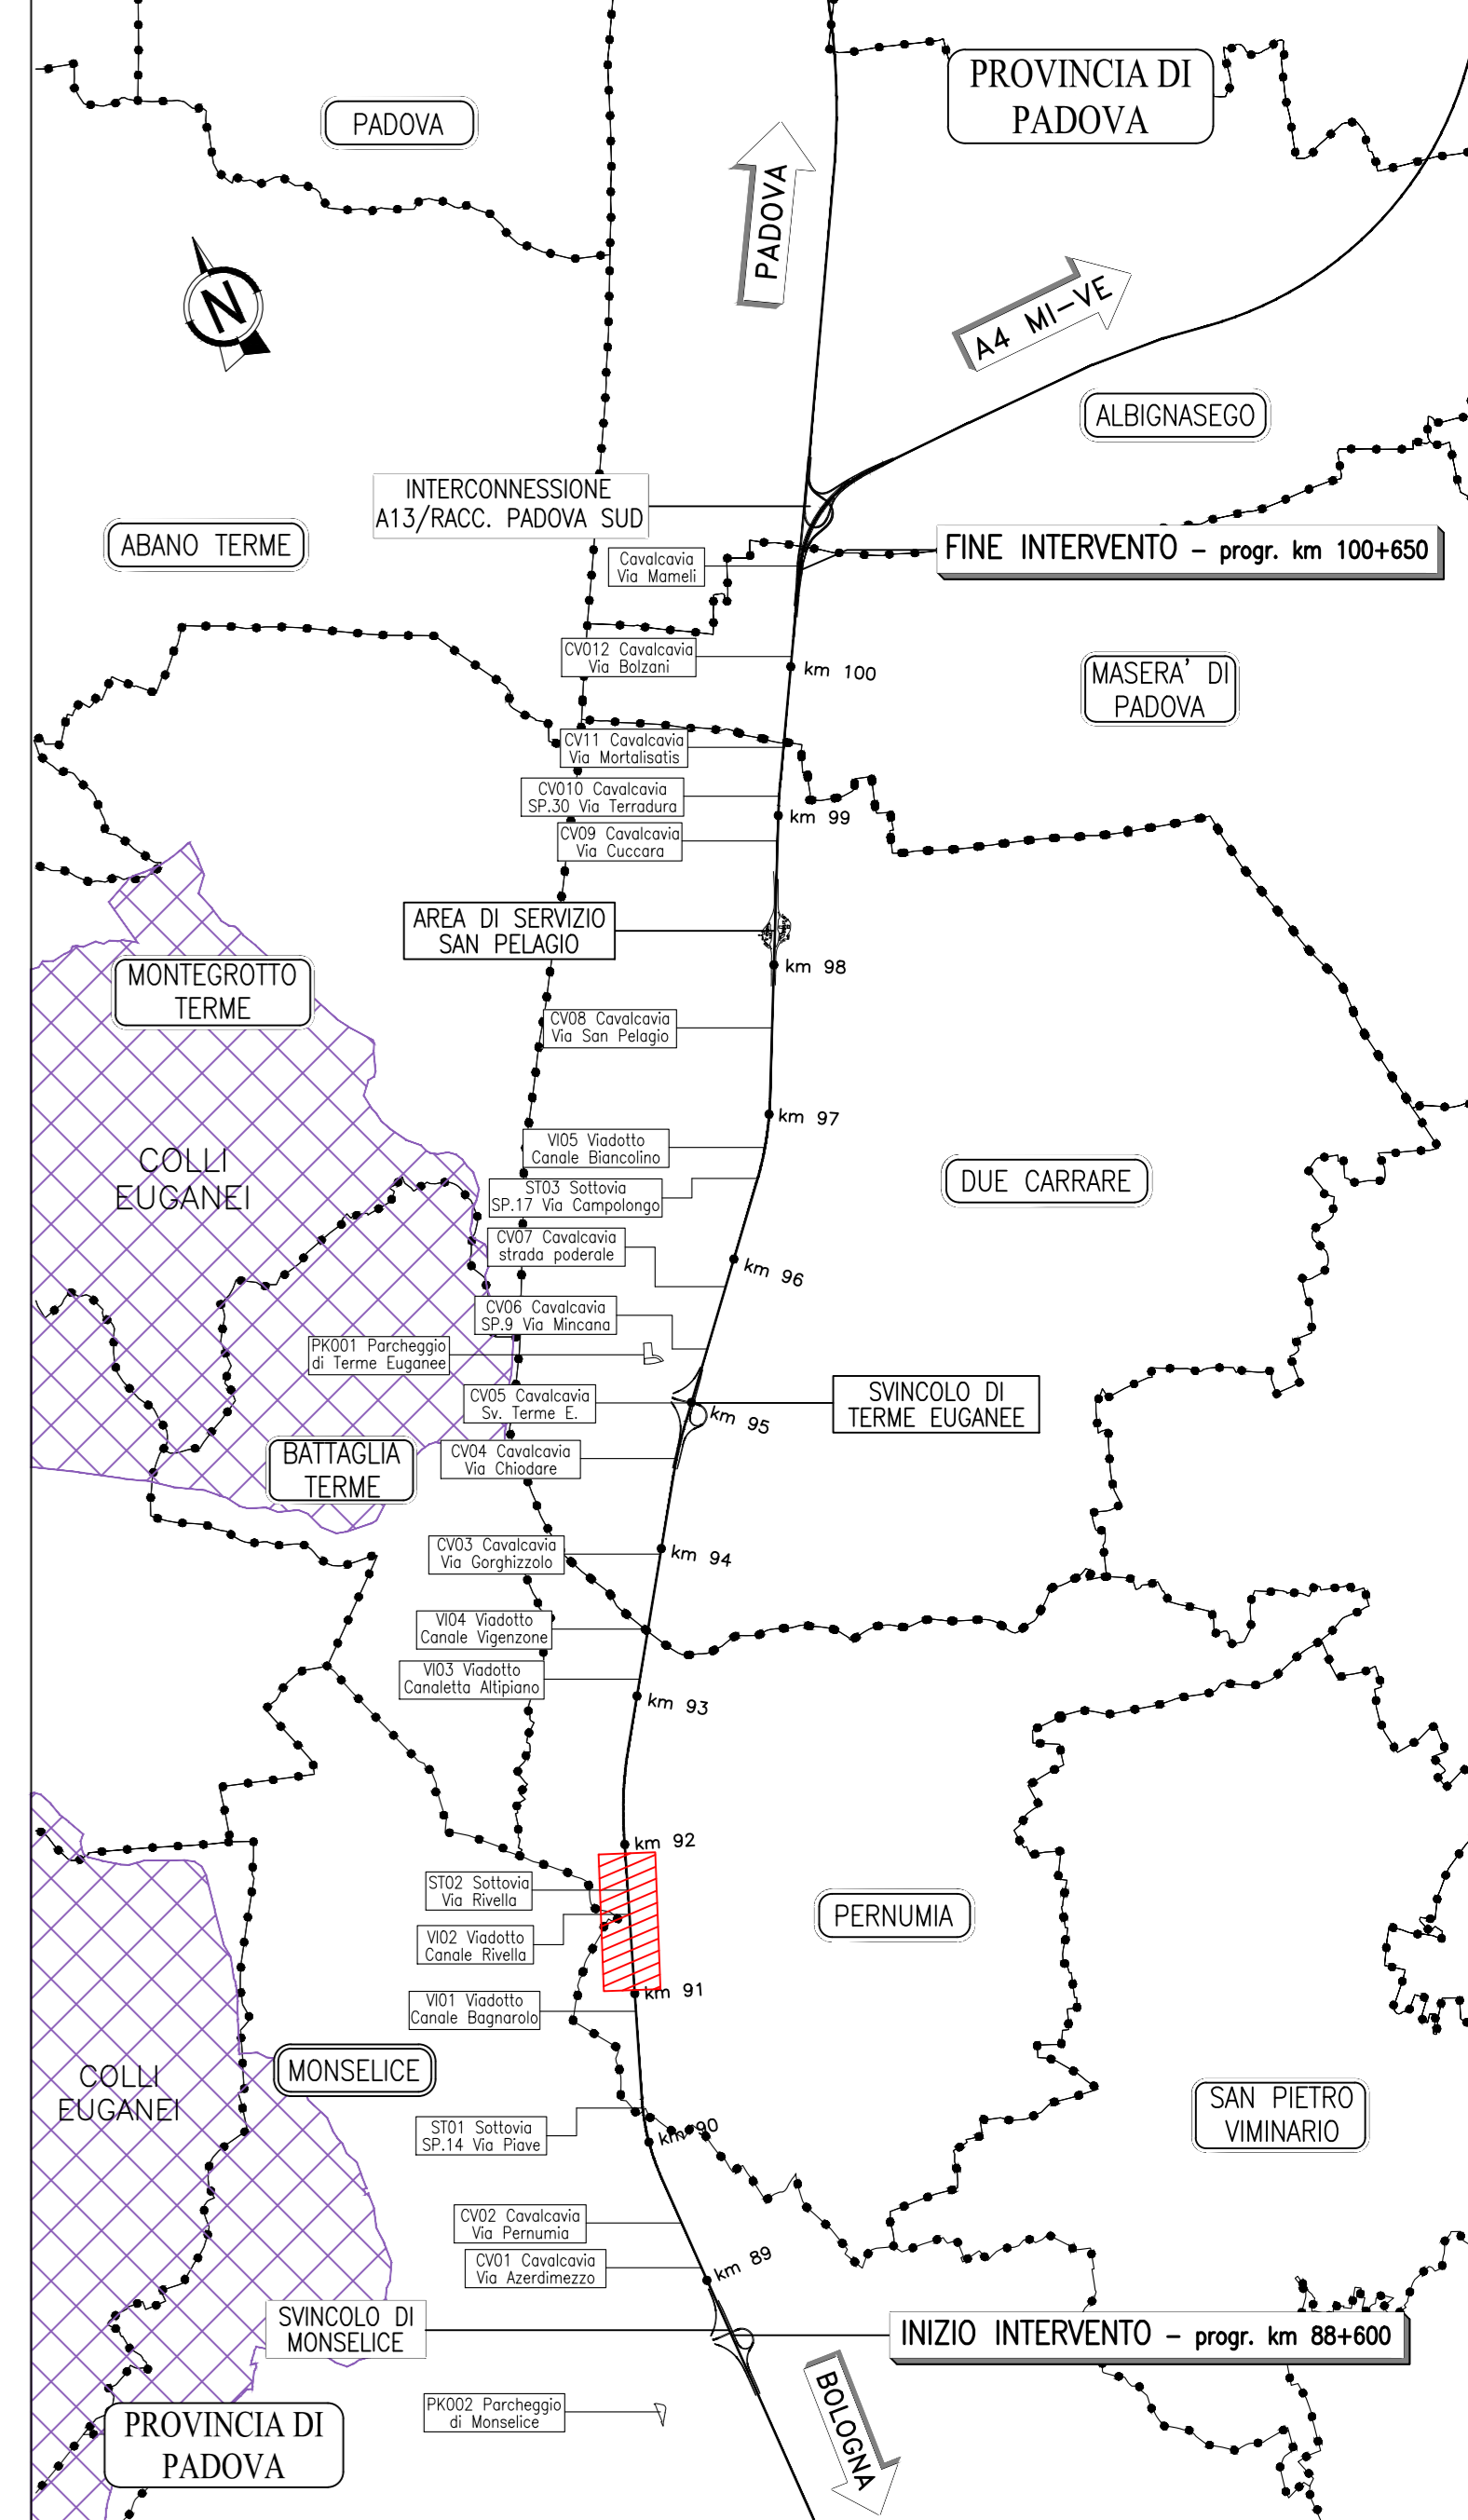 PROVINCIA DI
PADOVA
PADOVA
PADOVA
N
A4 MI-VE
ALBIGNASEGO
INTERCONNESSIONE
A13/RACC. PADOVA SUD
ABANO TERME
FINE INTERVENTO - progr. km 100+650
Cavalcavia
Via Mameli
CV012 Cavalcavia
Via Bolzani
km 100
MASERA' DI
PADOVA
CV11 Cavalcavia
Via Mortalisatis
CV010 Cavalcavia
SP.30 Via Terradura
km 99
CV09 Cavalcavia
Via Cuccara
AREA DI SERVIZIO
SAN PELAGIO
km 98
MONTEGROTTO
TERME
CV08 Cavalcavia
Via San Pelagio
km 97
VI05 Viadotto
Canale Biancolino
COLLI
EUGANEI
DUE CARRARE
ST03 Sottovia
SP.17 Via Campolongo
CV07 Cavalcavia
strada poderale
km 96
CV06 Cavalcavia
SP.9 Via Mincana
PK001 Parcheggio
di Terme Euganee
CV05 Cavalcavia
Sv. Terme E.
km 95
SVINCOLO DI
TERME EUGANEE
BATTAGLIA
TERME
CV04 Cavalcavia
Via Chiodare
CV03 Cavalcavia
Via Gorghizzolo
km 94
VI04 Viadotto
Canale Vigenzone
VI03 Viadotto
Canaletta Altipiano
km 93
km 92
ST02 Sottovia
Via Rivella
PERNUMIA
VI02 Viadotto
Canale Rivella
km 91
VI01 Viadotto
Canale Bagnarolo
MONSELICE
COLLI
EUGANEI
SAN PIETRO
VIMINARIO
ST01 Sottovia
SP.14 Via Piave
km 90
CV02 Cavalcavia
Via Pernumia
CV01 Cavalcavia
Via Azerdimezzo
km 89
SVINCOLO DI
MONSELICE
INIZIO INTERVENTO - progr. km 88+600
PK002 Parcheggio
di Monselice
BOLOGNA
PROVINCIA DI
PADOVA